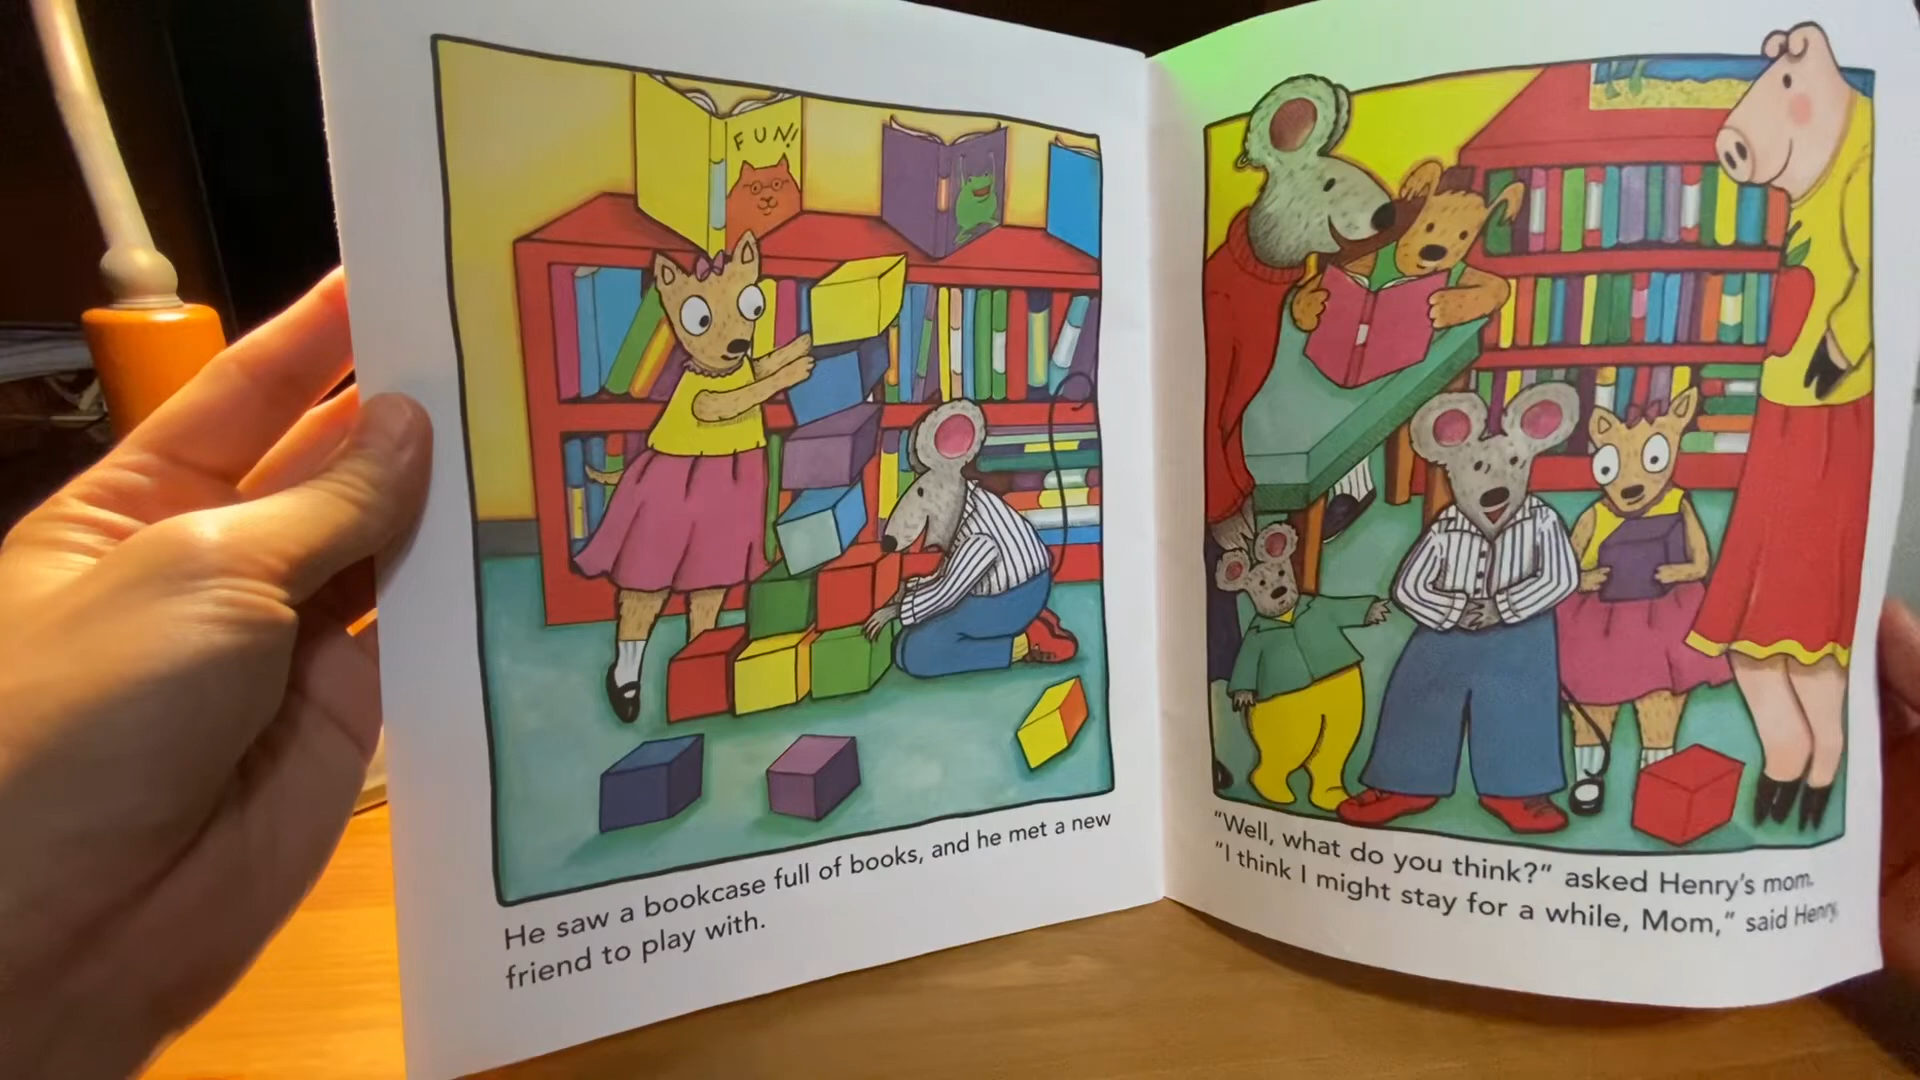 FUN!
He saw a bookcase full of books, and he met a new
friend to play with.
"Well, what do you think?" asked Henry's mom.
"I think I might stay for a while, Mom," said Henry.